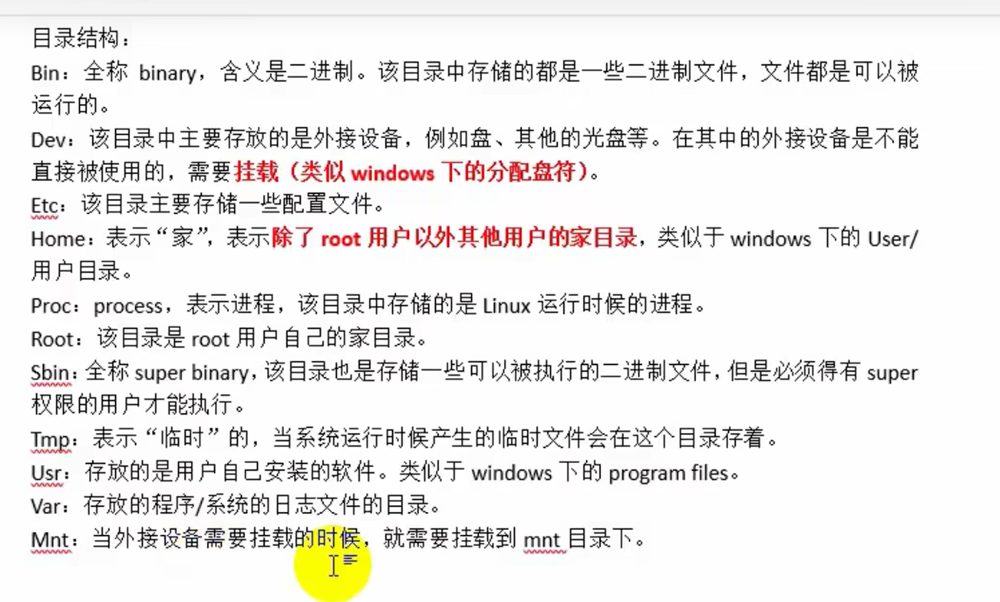 目录结构：
Bin：全称 binary，含义是二进制。该目录中存储的都是一些二进制文件，文件都是可以被
运行的。
Dev：该目录中主要存放的是外接设备，例如盘、其他的光盘等。在其中的外接设备是不能
直接被使用的，需要挂载（类似 windows 下的分配盘符）。
Etc：该目录主要存储一些配置文件。
Home：表示“家”，表示除了 root 用户以外其他用户的家目录，类似于 windows 下的 User/
用户目录。
Proc：process，表示进程，该目录中存储的是 Linux 运行时候的进程。
Root：该目录是 root 用户自己的家目录。
Sbin：全称 super binary，该目录也是存储一些可以被执行的二进制文件，但是必须得有 super
权限的用户才能执行。
Tmp：表示“临时”的，当系统运行时候产生的临时文件会在这个目录存着。
Usr：存放的是用户自己安装的软件。类似于 windows 下的 program files。
Var：存放的程序/系统的日志文件的目录。
Mnt：当外接设备需要挂载的时候，就需要挂载到 mnt 目录下。